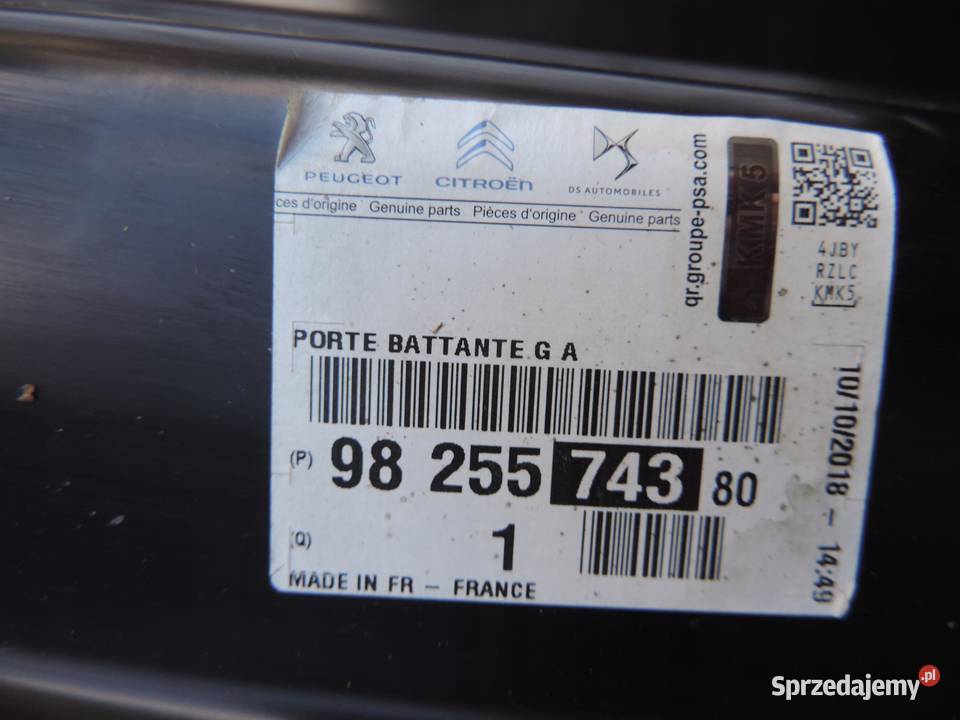 PEUGEOT
CITROËN
DS AUTOMOBILES
ces d'origine Genuine parts Pièces d'origine Genuine parts
qr.groupe-psa.com
KMK5
4JBY
RZLC
KMK5
PORTE BATTANTE G A
(P) 98 255 743 80
(Q) 1
MADE IN FR – FRANCE
10/10/2018 – 14:49
Sprzedajemy.pl